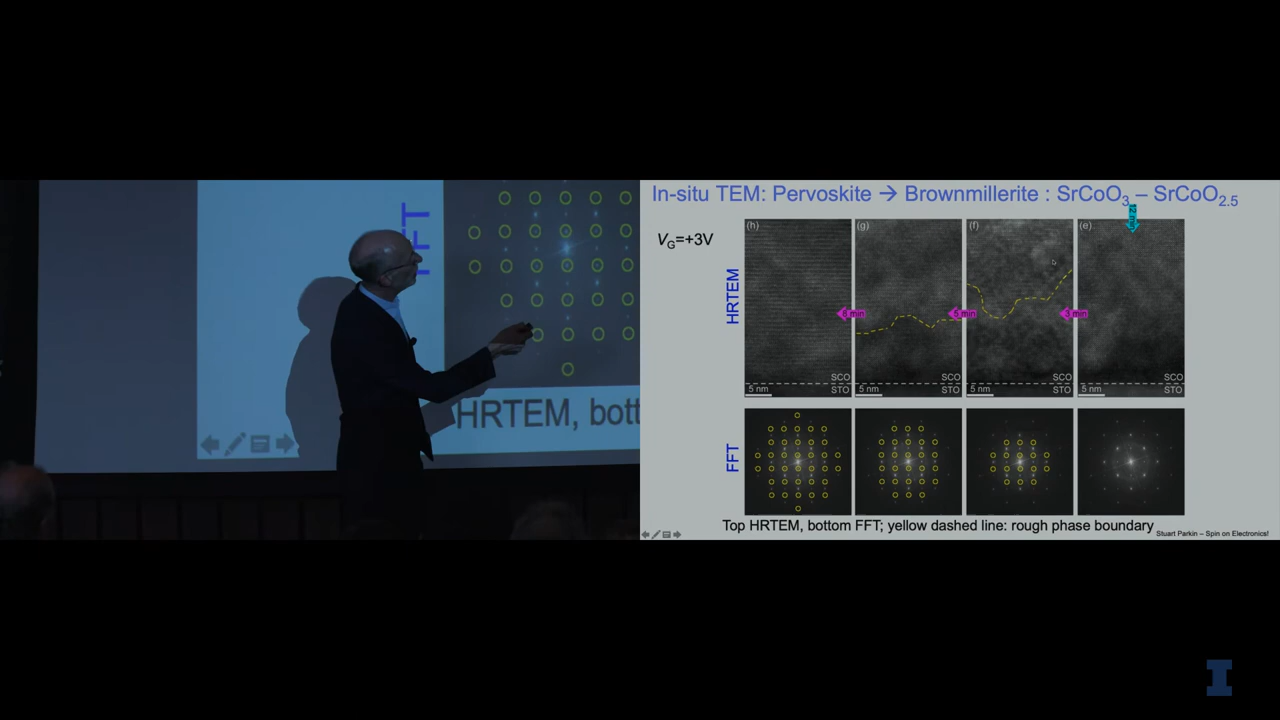 FFT
HRTEM, bott
In-situ TEM: Pervoskite → Brownmillerite : SrCoO3 – SrCoO2.5
VG=+3V
HRTEM
(h)
(g)
(f)
(e)
8 min
5 min
3 min
SCO
SCO
SCO
SCO
5 nm
STO
5 nm
STO
5 nm
STO
5 nm
STO
FFT
Top HRTEM, bottom FFT; yellow dashed line: rough phase boundary
Stuart Parkin – Spin on Electronics!
I